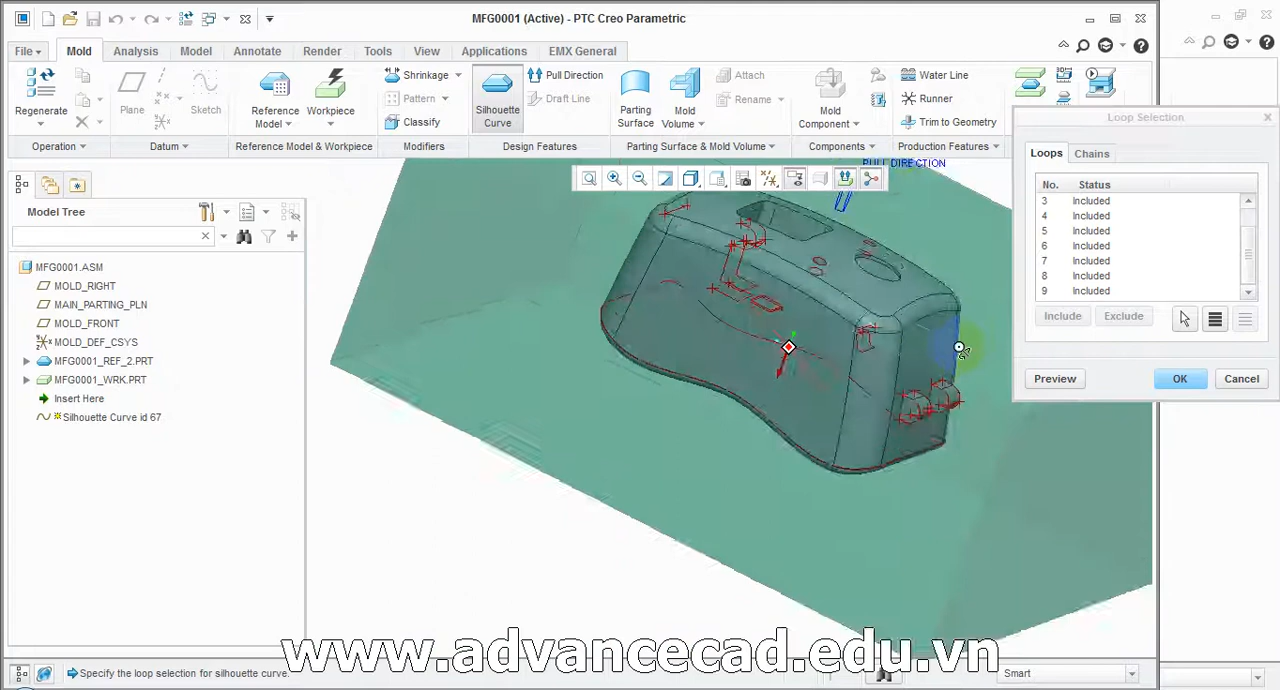 MFG0001 (Active) - PTC Creo Parametric
File Mold Analysis Model Annotate Render Tools View Applications EMX General
Regenerate
Plane
Sketch
Reference Model
Workpiece
Shrinkage
Pattern
Classify
Silhouette Curve
Pull Direction
Draft Line
Parting Surface
Mold Volume
Attach
Rename
Mold Component
Water Line
Runner
Trim to Geometry
Operation Datum Reference Model & Workpiece Modifiers Design Features Parting Surface & Mold Volume Components Production Features
PULL DIRECTION
Model Tree
MFG0001.ASM
MOLD_RIGHT
MAIN_PARTING_PLN
MOLD_FRONT
MOLD_DEF_CSYS
MFG0001_REF_2.PRT
MFG0001_WRK.PRT
Insert Here
Silhouette Curve id 67
Loop Selection
Loops Chains
No. Status
3 Included
4 Included
5 Included
6 Included
7 Included
8 Included
9 Included
Include Exclude
Preview OK Cancel
www.advancecad.edu.vn
Specify the loop selection for silhouette curve.
Smart